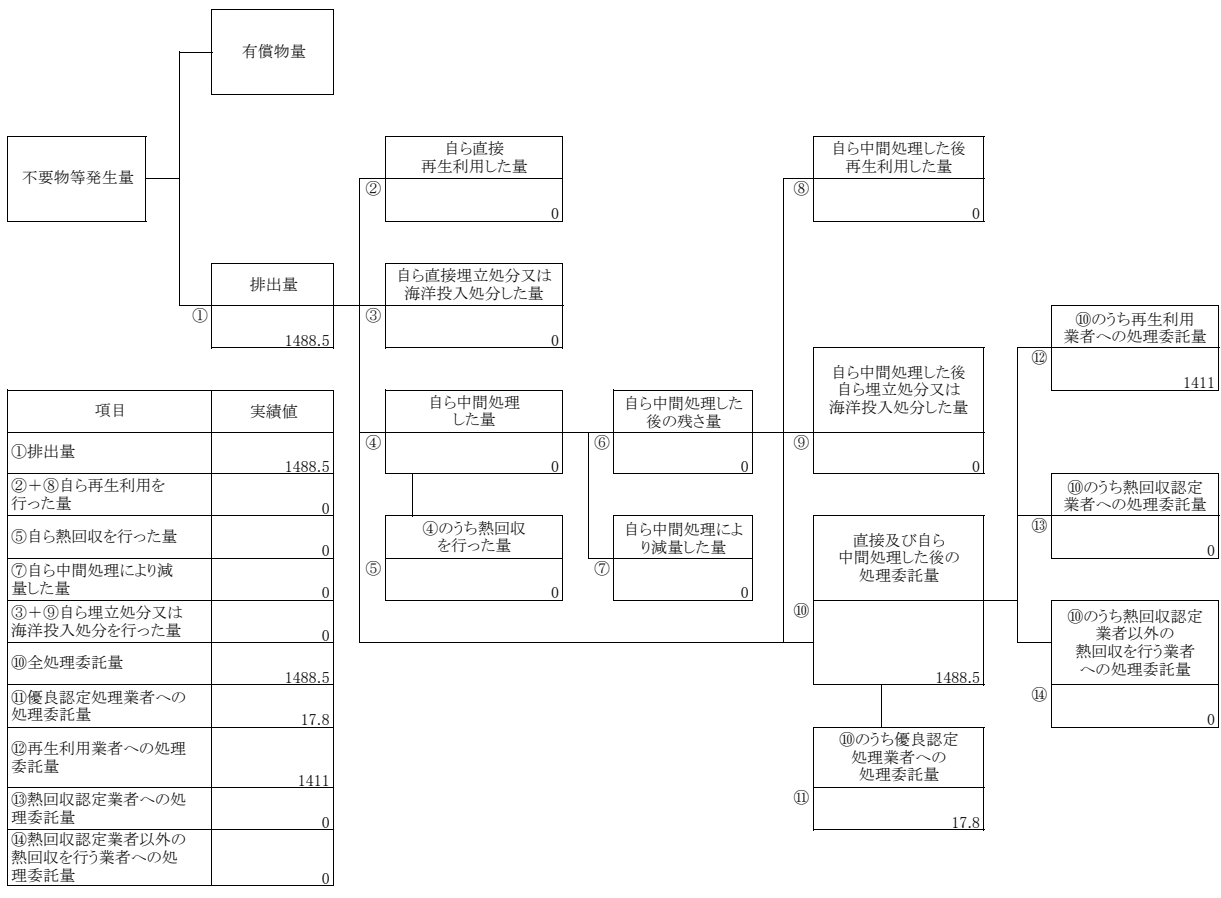 有償物量
不要物等発生量
自ら直接
再生利用した量
②
0
自ら中間処理した後
再生利用した量
⑧
0
排出量
①
1488.5
自ら直接埋立処分又は
海洋投入処分した量
③
0
⑩のうち再生利用
業者への処理委託量
⑫
1411
自ら中間処理
した量
④
0
自ら中間処理した
後の残さ量
⑥
0
自ら中間処理した後
自ら埋立処分又は
海洋投入処分した量
⑨
0
⑩のうち熱回収認定
業者への処理委託量
⑬
0
④のうち熱回収
を行った量
⑤
0
自ら中間処理によ
り減量した量
⑦
0
直接及び自ら
中間処理した後の
処理委託量
⑩
1488.5
⑩のうち熱回収認定
業者以外の
熱回収を行う業者
への処理委託量
⑭
0
⑩のうち優良認定
処理業者への
処理委託量
⑪
17.8
項目 実績値
①排出量
1488.5
②+⑧自ら再生利用を
行った量
0
⑤自ら熱回収を行った量
0
⑦自ら中間処理により減
量した量
0
③+⑨自ら埋立処分又は
海洋投入処分を行った量
0
⑩全処理委託量
1488.5
⑪優良認定処理業者への
処理委託量
17.8
⑫再生利用業者への処理
委託量
1411
⑬熱回収認定業者への処
理委託量
0
⑭熱回収認定業者以外の
熱回収を行う業者への処
理委託量
0